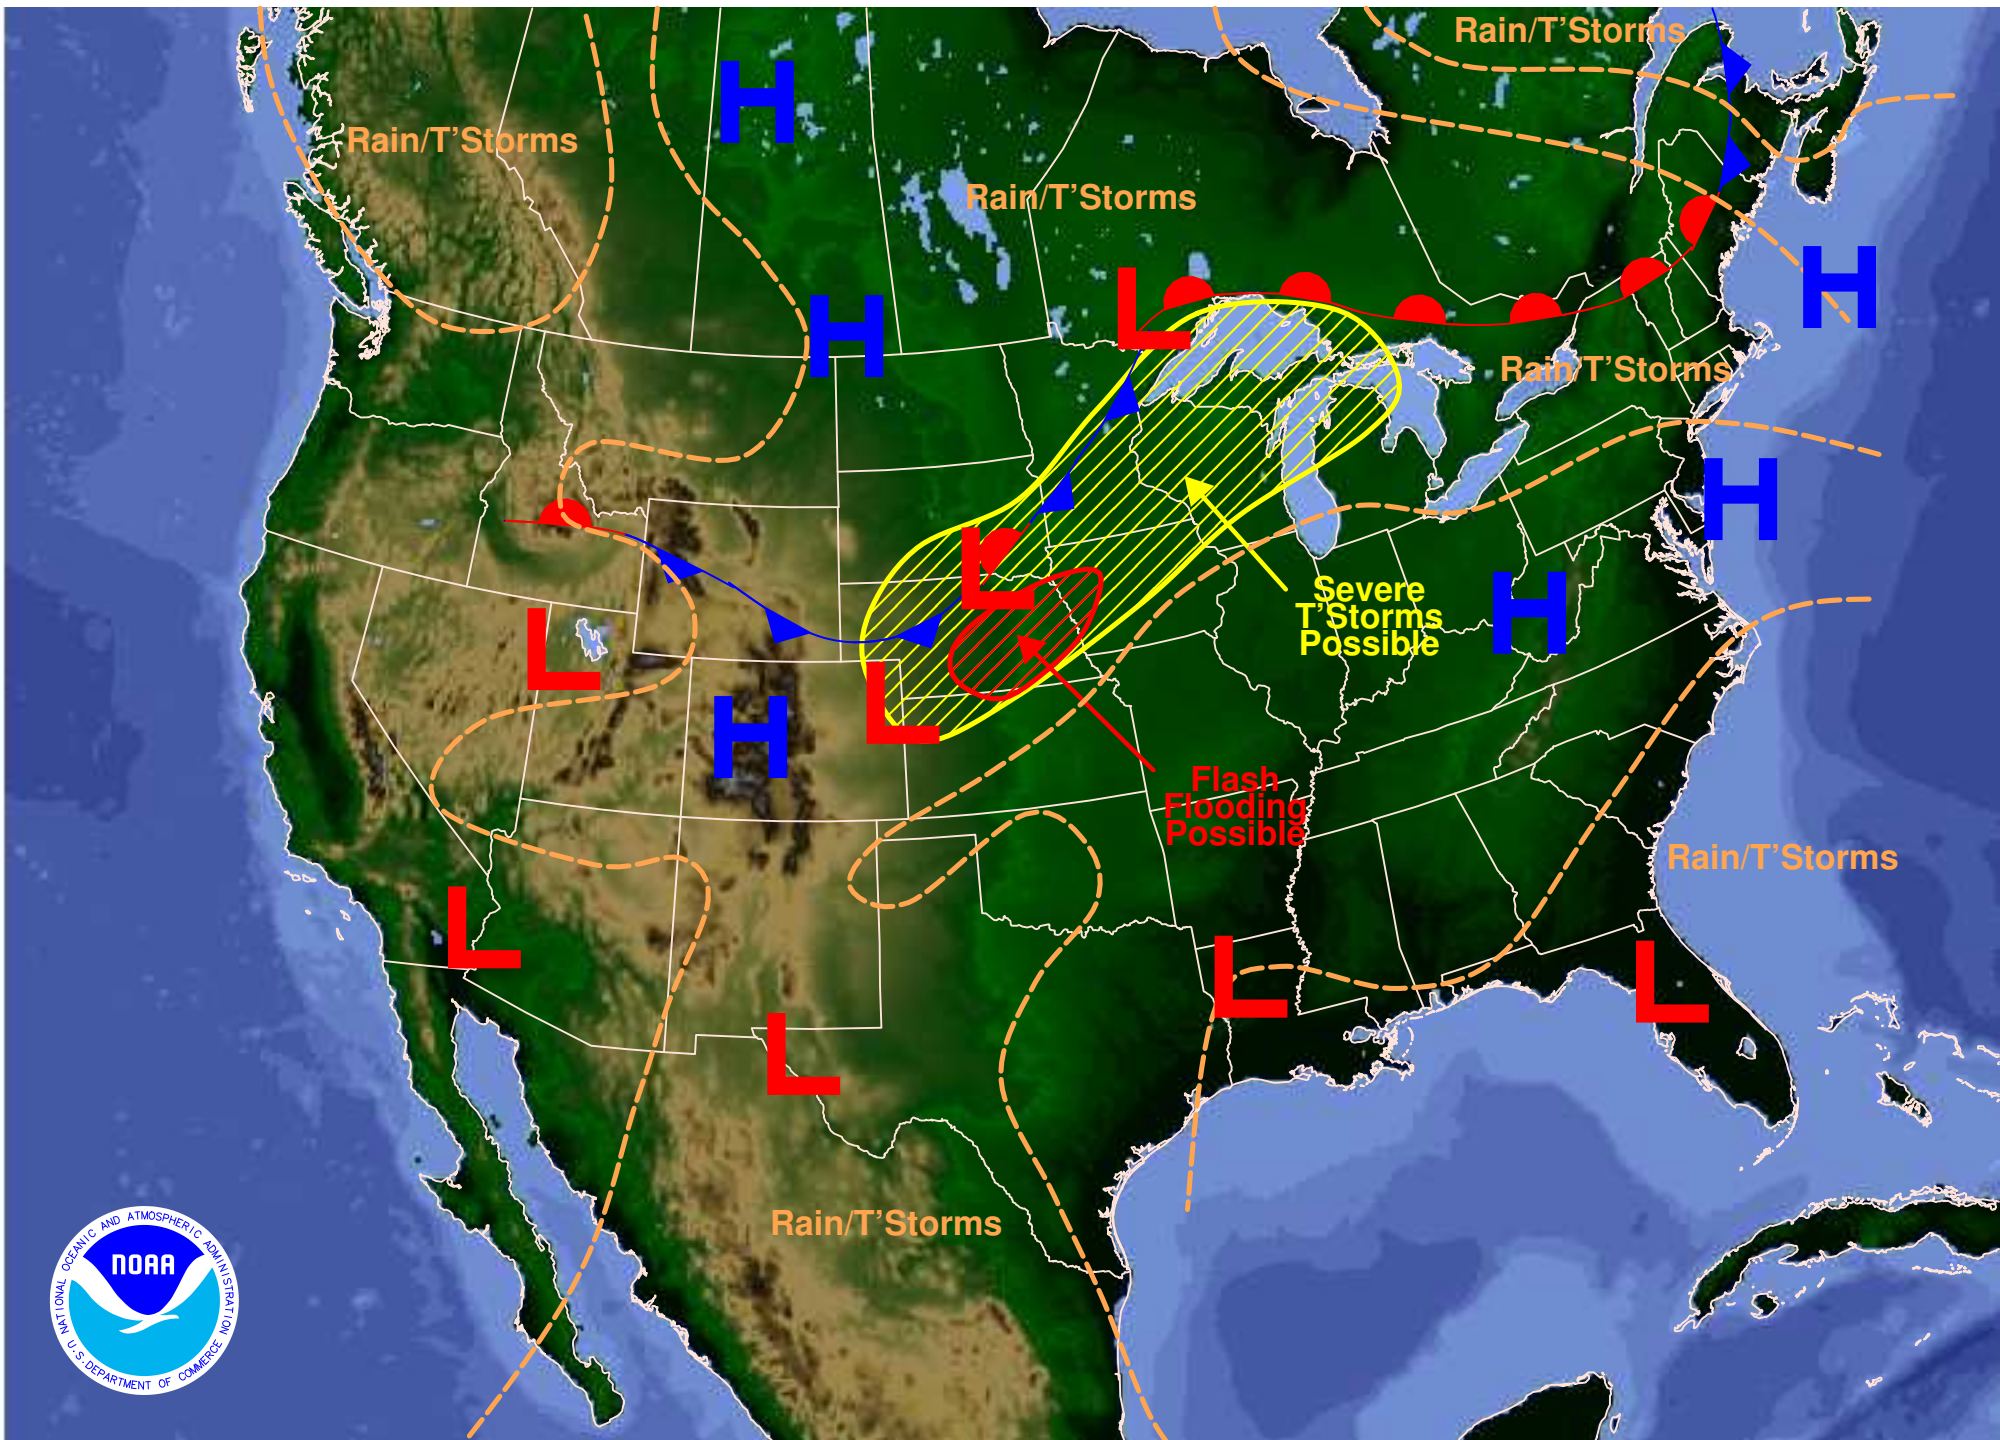 Rain/T'Storms
H
Rain/T'Storms
Rain/T'Storms
H
L
H
Rain/T'Storms
H
H
L
Severe
T'Storms
Possible
H
L
L
H
Flash
Flooding
Possible
Rain/T'Storms
L
L
L
L
Rain/T'Storms
NATIONAL OCEANIC AND ATMOSPHERIC ADMINISTRATION
NOAA
U.S. DEPARTMENT OF COMMERCE